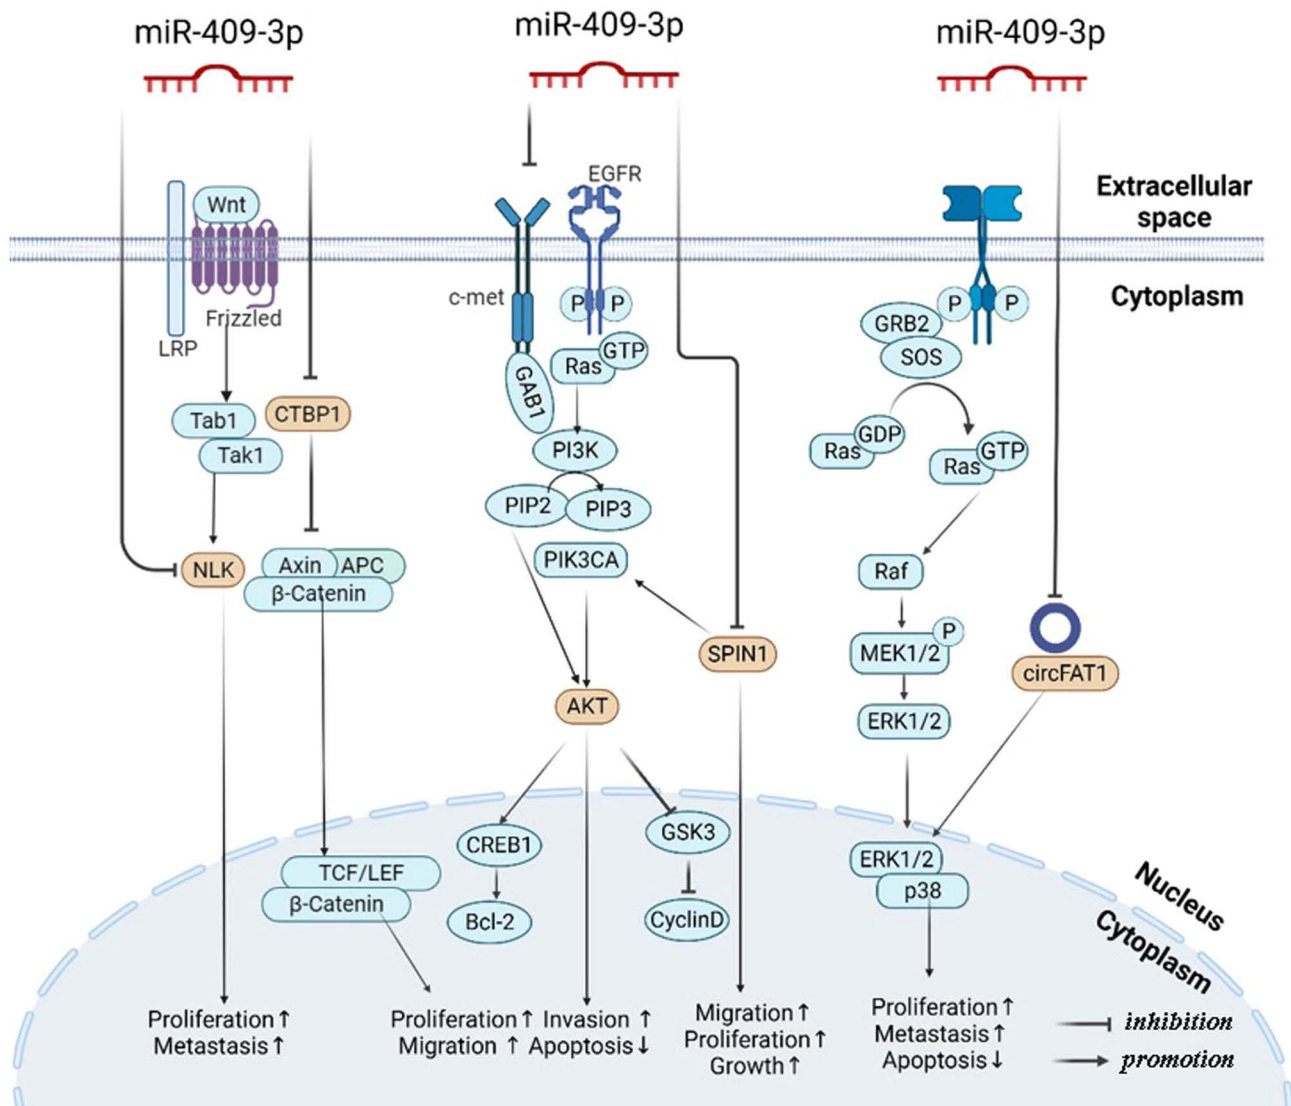 miR-409-3p
miR-409-3p
miR-409-3p
EGFR
Extracellular
space
Wnt
Cytoplasm
c-met
P
P
P
P
Frizzled
LRP
GRB2
SOS
GTP
Ras
GAB1
Tab1
CTBP1
Tak1
PI3K
GDP
Ras
GTP
Ras
PIP2
PIP3
NLK
Axin
APC
β-Catenin
PIK3CA
Raf
P
MEK1/2
SPIN1
circFAT1
AKT
ERK1/2
CREB1
GSK3
TCF/LEF
β-Catenin
Bcl-2
CyclinD
ERK1/2
p38
Nucleus
Cytoplasm
Proliferation↑
Metastasis↑
Proliferation↑
Migration ↑
Invasion ↑
Apoptosis↓
Migration↑
Proliferation↑
Growth↑
Proliferation↑
Metastasis↑
Apoptosis↓
inhibition
promotion